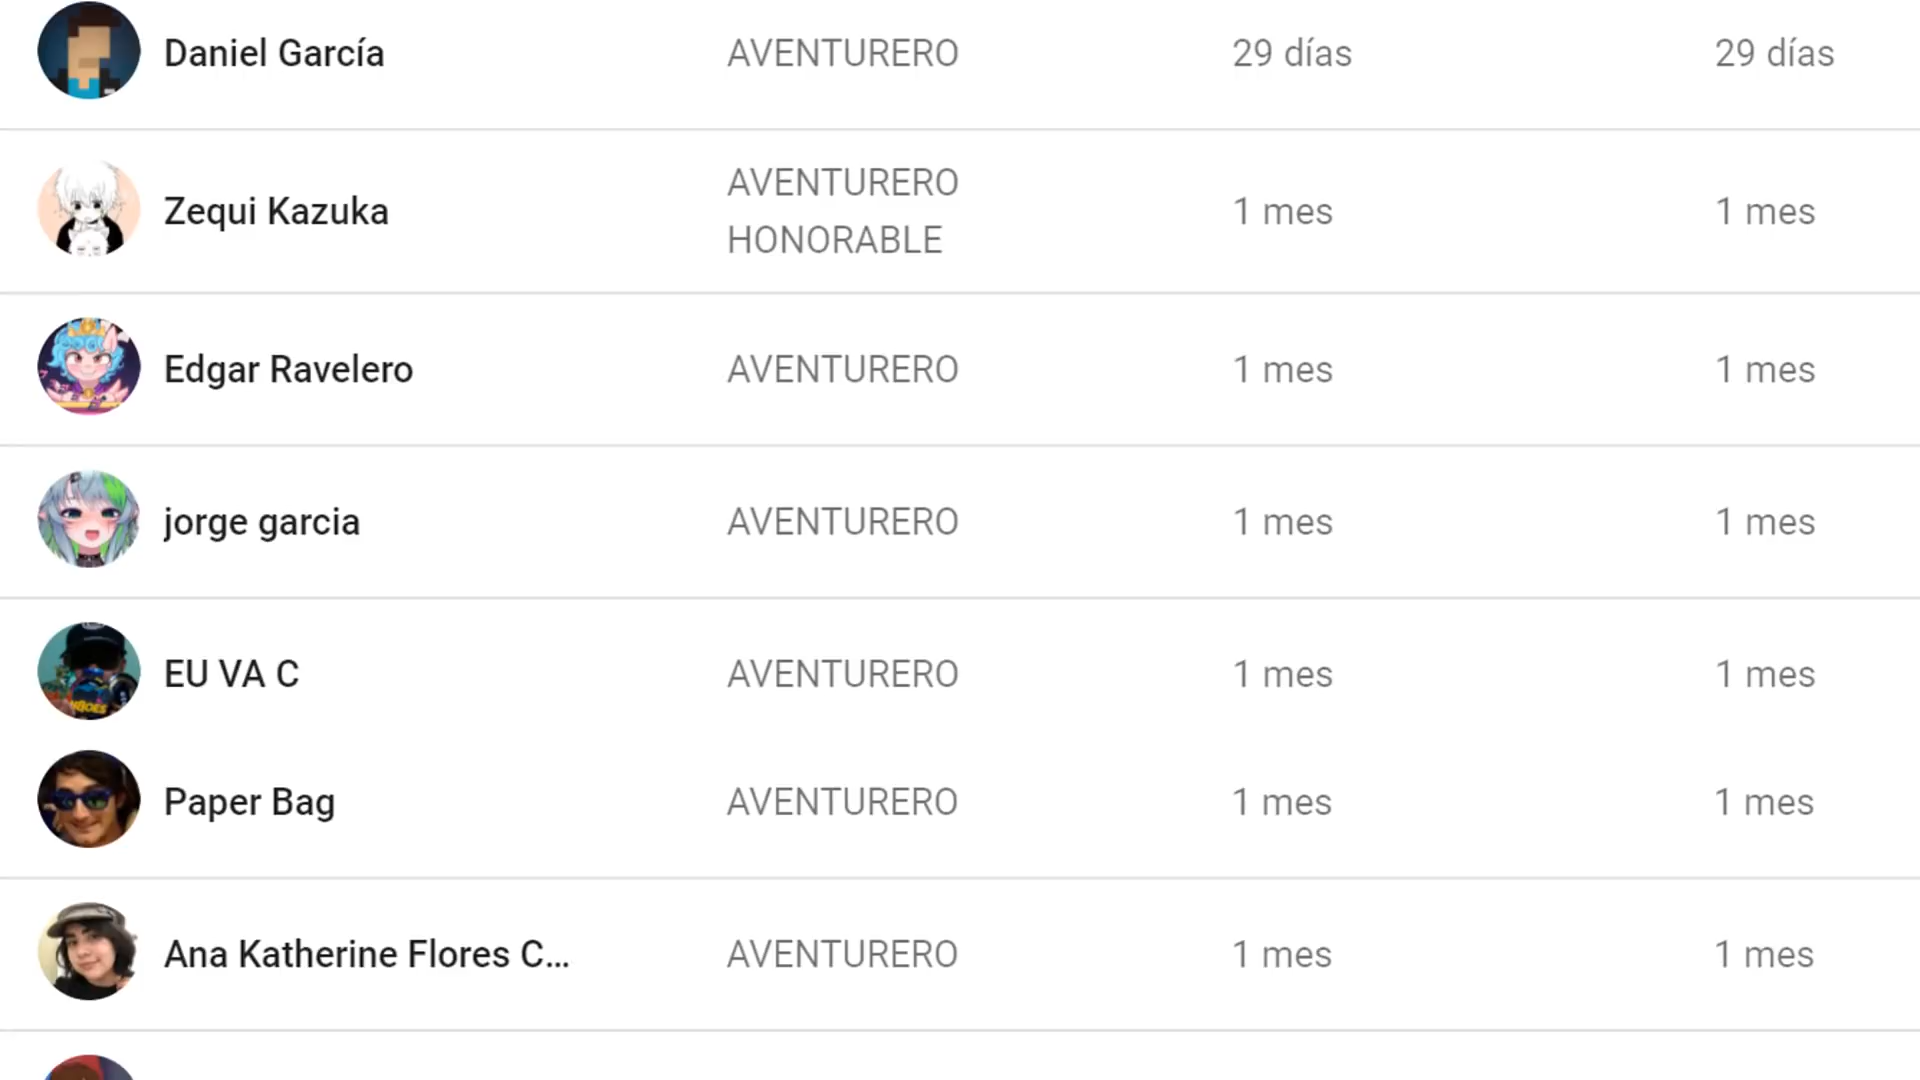 Daniel García AVENTURERO 29 días 29 días
AVENTURERO
Zequi Kazuka 1 mes 1 mes
HONORABLE
Edgar Ravelero AVENTURERO 1 mes 1 mes
jorge garcia AVENTURERO 1 mes 1 mes
EU VA C AVENTURERO 1 mes 1 mes
Paper Bag AVENTURERO 1 mes 1 mes
Ana Katherine Flores C... AVENTURERO 1 mes 1 mes